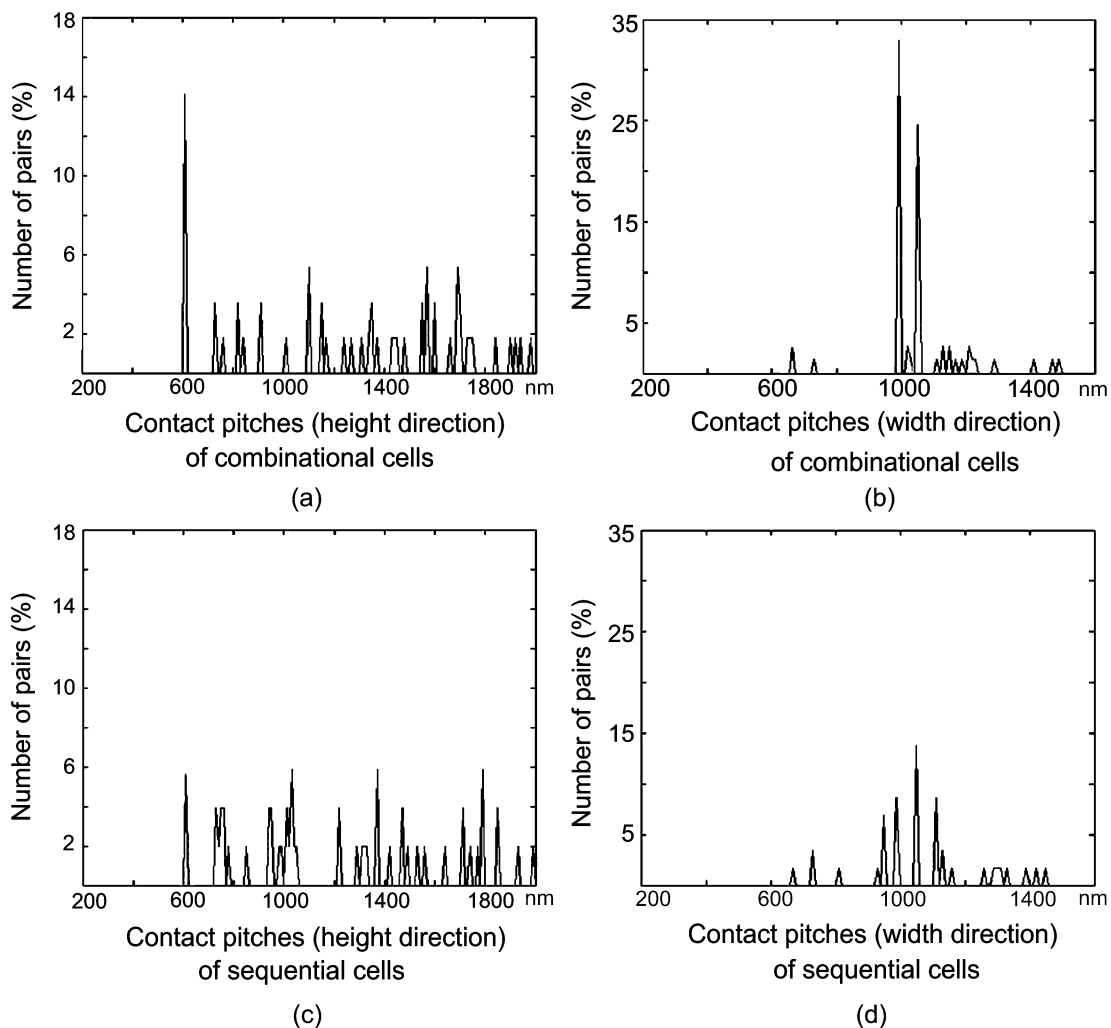 18
14
10
6
2
Number of pairs (%)
200 600 1000 1400 1800 nm
Contact pitches (height direction)
of combinational cells
(a)
35
25
15
5
Number of pairs (%)
200 600 1000 1400 nm
Contact pitches (width direction)
of combinational cells
(b)
18
14
10
6
2
Number of pairs (%)
200 600 1000 1400 1800 nm
Contact pitches (height direction)
of sequential cells
(c)
35
25
15
5
Number of pairs (%)
200 600 1000 1400 nm
Contact pitches (width direction)
of sequential cells
(d)